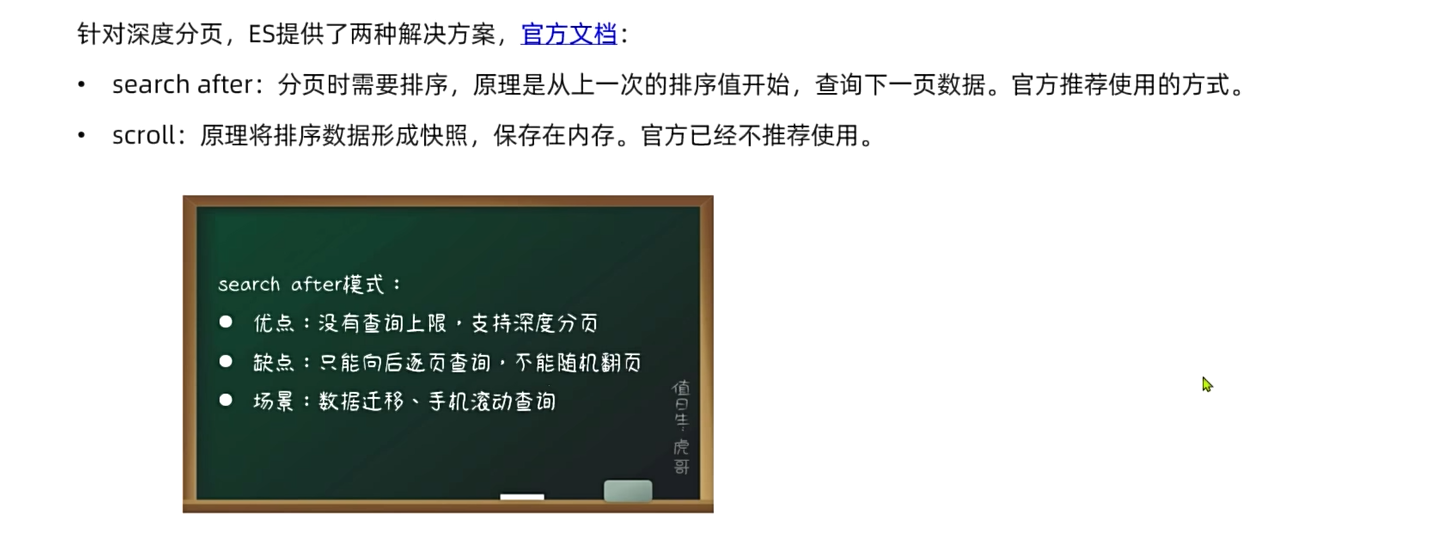 针对深度分页，ES提供了两种解决方案，官方文档：
• search after：分页时需要排序，原理是从上一次的排序值开始，查询下一页数据。官方推荐使用的方式。
• scroll：原理将排序数据形成快照，保存在内存。官方已经不推荐使用。
search after模式：
● 优点：没有查询上限，支持深度分页
● 缺点：只能向后逐页查询，不能随机翻页
● 场景：数据迁移、手机滚动查询
值日生：虎哥